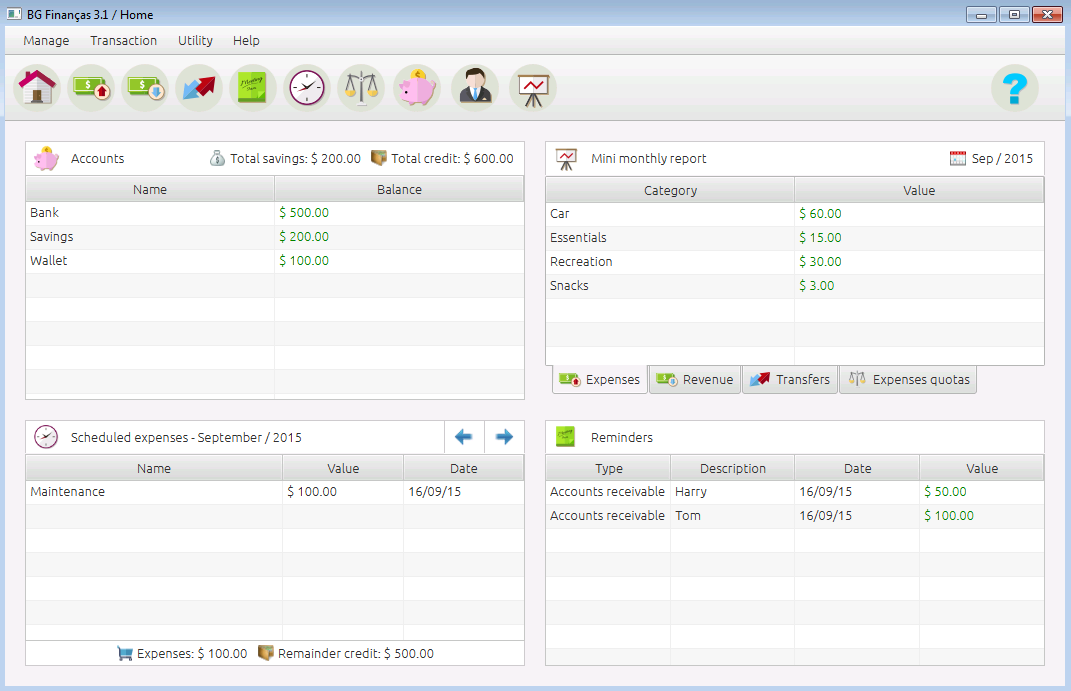 BG Finanças 3.1 / Home
Manage Transaction Utility Help
?
Accounts Total savings: $ 200.00 Total credit: $ 600.00
Name Balance
Bank $ 500.00
Savings $ 200.00
Wallet $ 100.00
Mini monthly report Sep / 2015
Category Value
Car $ 60.00
Essentials $ 15.00
Recreation $ 30.00
Snacks $ 3.00
Expenses Revenue Transfers Expenses quotas
Scheduled expenses - September / 2015
Name Value Date
Maintenance $ 100.00 16/09/15
Expenses: $ 100.00 Remainder credit: $ 500.00
Reminders
Type Description Date Value
Accounts receivable Harry 16/09/15 $ 50.00
Accounts receivable Tom 16/09/15 $ 100.00